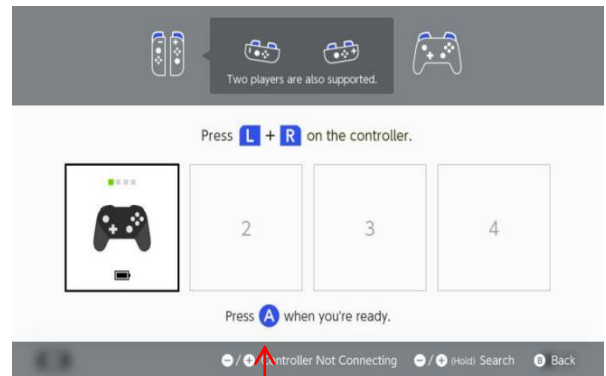 Two players are also supported.
Press L + R on the controller.
2 3 4
Press A when you're ready.
-/+ Controller Not Connecting -/+ (Hold) Search B Back